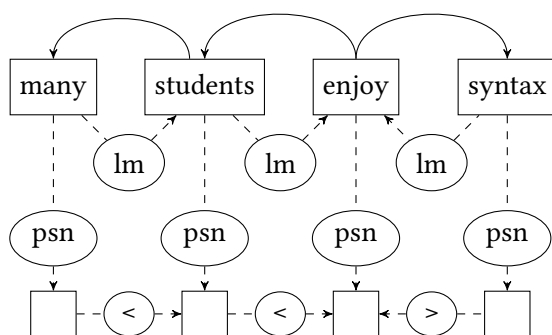 many students enjoy syntax
lm lm lm
psn psn psn psn
< < >